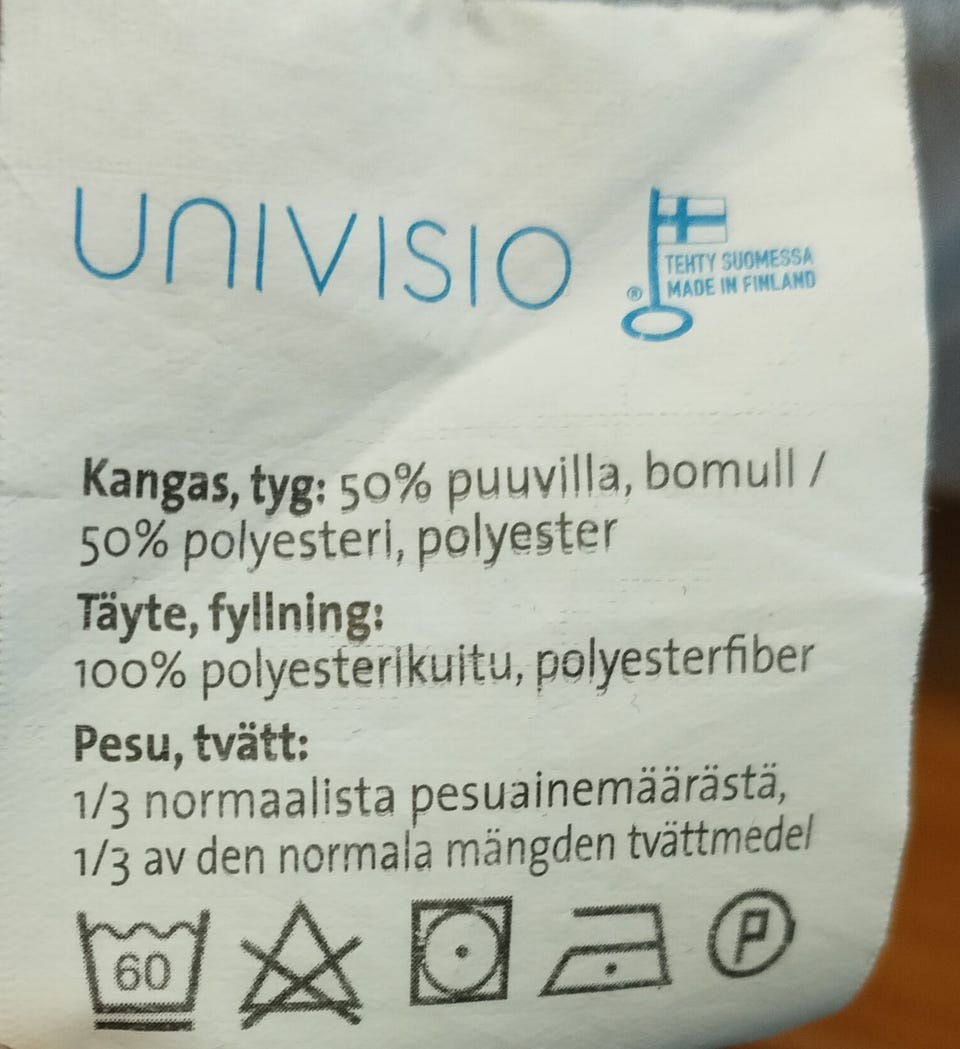 UNIVISIO
TEHTY SUOMESSA
® MADE IN FINLAND
Kangas, tyg: 50% puuvilla, bomull /
50% polyesteri, polyester
Täyte, fyllning:
100% polyesterikuitu, polyesterfiber
Pesu, tvätt:
1/3 normaalista pesuainemäärästä,
1/3 av den normala mängden tvättmedel
60 P